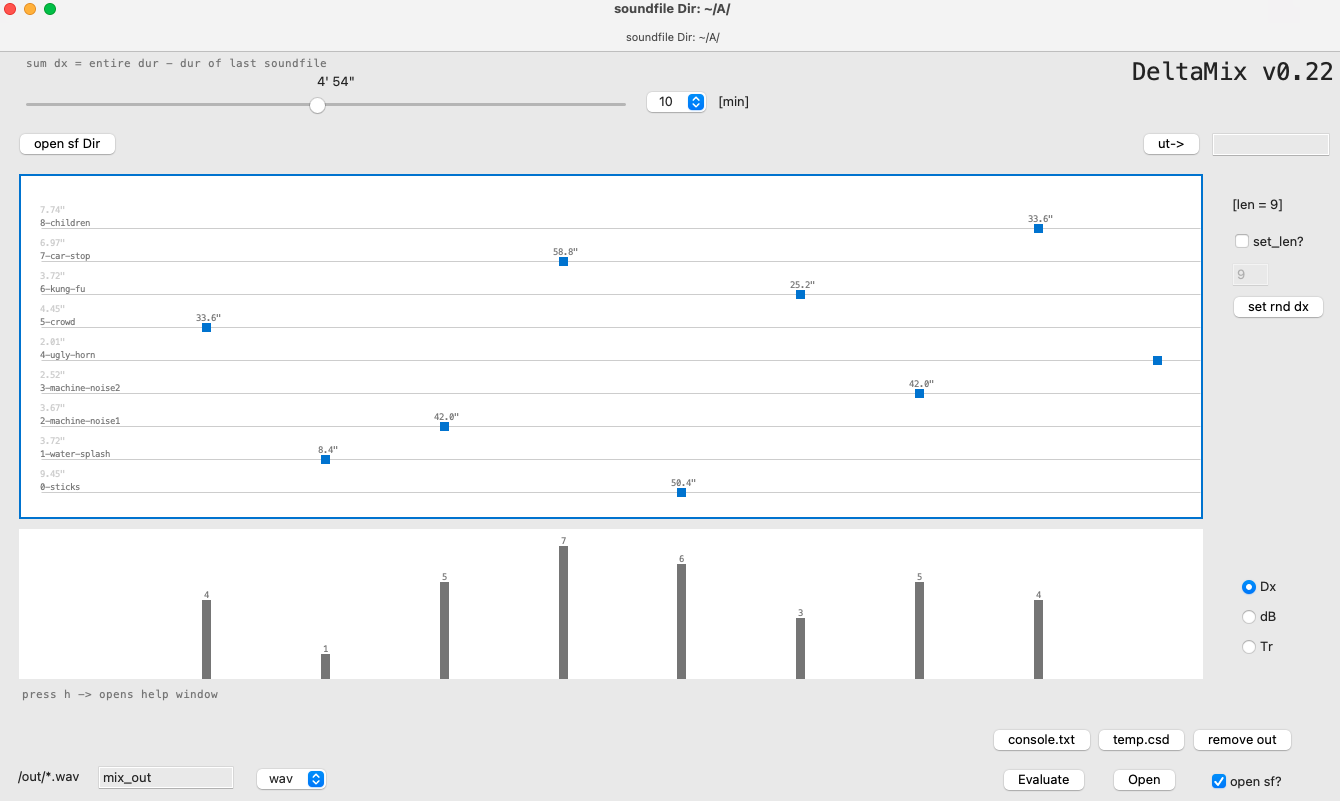 soundfile Dir: ~/A/
soundfile Dir: ~/A/
sum dx = entire dur – dur of last soundfile
4' 54"
DeltaMix v0.22
10 [min]
open sf Dir
ut->
[len = 9]
7.74"
8–children
33.6"
6.97"
7–car-stop
58.8"
set_len?
3.72"
6–kung-fu
25.2"
9
4.45"
5–crowd
33.6"
set rnd dx
2.01"
4–ugly-horn
2.52"
3–machine-noise2
42.0"
3.67"
2–machine-noise1
42.0"
3.72"
1–water-splash
8.4"
9.45"
0–sticks
50.4"
4 1 5 7 6 3 5 4
Dx
dB
Tr
press h –> opens help window
console.txt temp.csd remove out
/out/*.wav mix_out wav Evaluate Open open sf?